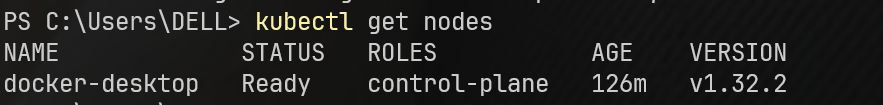 PS C:\Users\DELL> kubectl get nodes
NAME STATUS ROLES AGE VERSION
docker-desktop Ready control-plane 126m v1.32.2